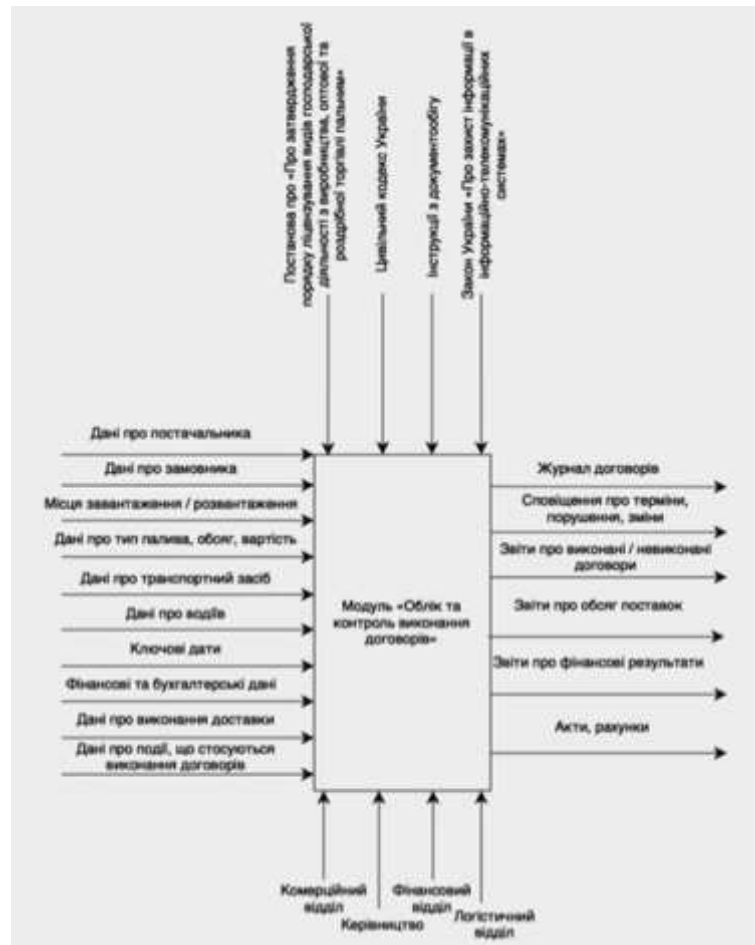 Постанова про «Про затвердження
порядку ліцензування видів господарської
діяльності з виробництва, оптової та
роздрібної торгівлі пальним»
Цивільний кодекс України
Інструкції з документообігу
Закон України «Про захист інформації в
інформаційно-телекомунікаційних
системах»
Дані про постачальника
Дані про замовника
Місця завантаження / розвантаження
Дані про тип палива, обсяг, вартість
Дані про транспортний засіб
Дані про водіїв
Ключові дати
Фінансові та бухгалтерські дані
Дані про виконання доставки
Дані про події, що стосуються
виконання договорів
Модуль «Облік та
контроль виконання
договорів»
Журнал договорів
Сповіщення про терміни,
порушення, зміни
Звіти про виконані / невиконані
договори
Звіти про обсяг поставок
Звіти про фінансові результати
Акти, рахунки
Комерційний
відділ
Керівництво
Фінансовий
відділ
Логістичний
відділ